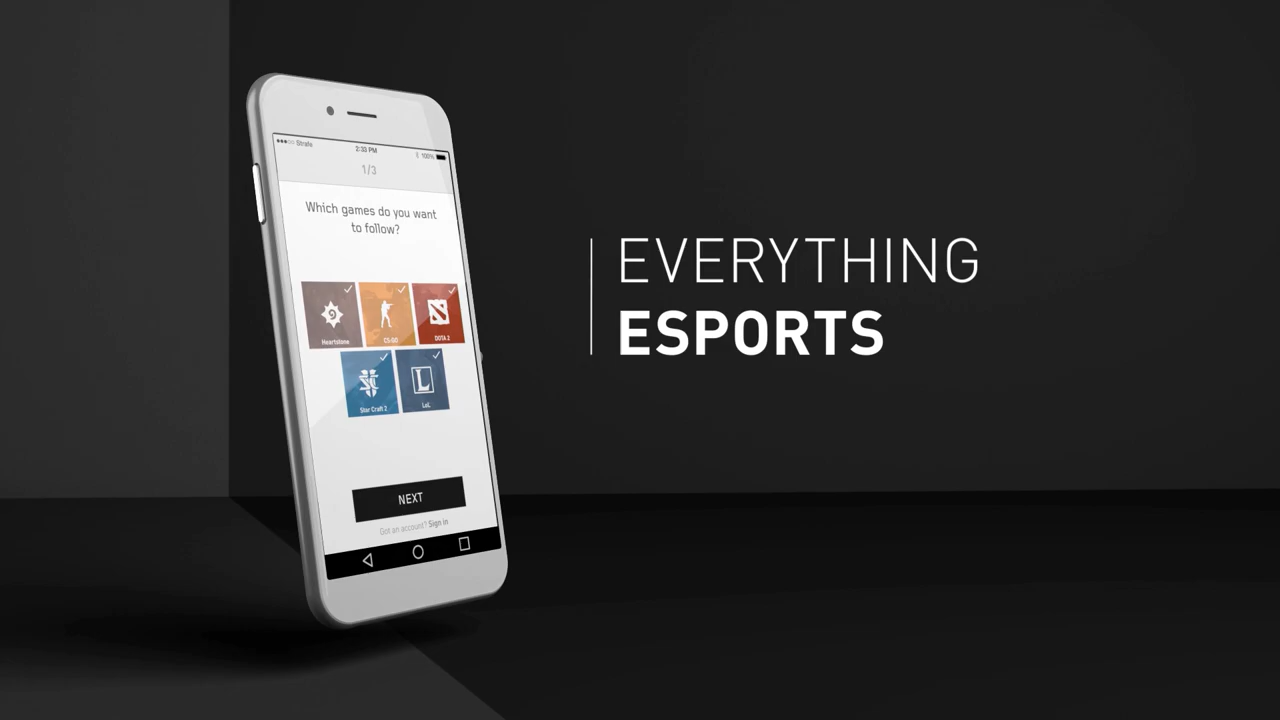 Strafe
2:33 PM
100%
1/3
Which games do you want
to follow?
Heartstone
CS:GO
DOTA 2
Star Craft 2
L
LoL
NEXT
Got an account? Sign in
EVERYTHING
ESPORTS